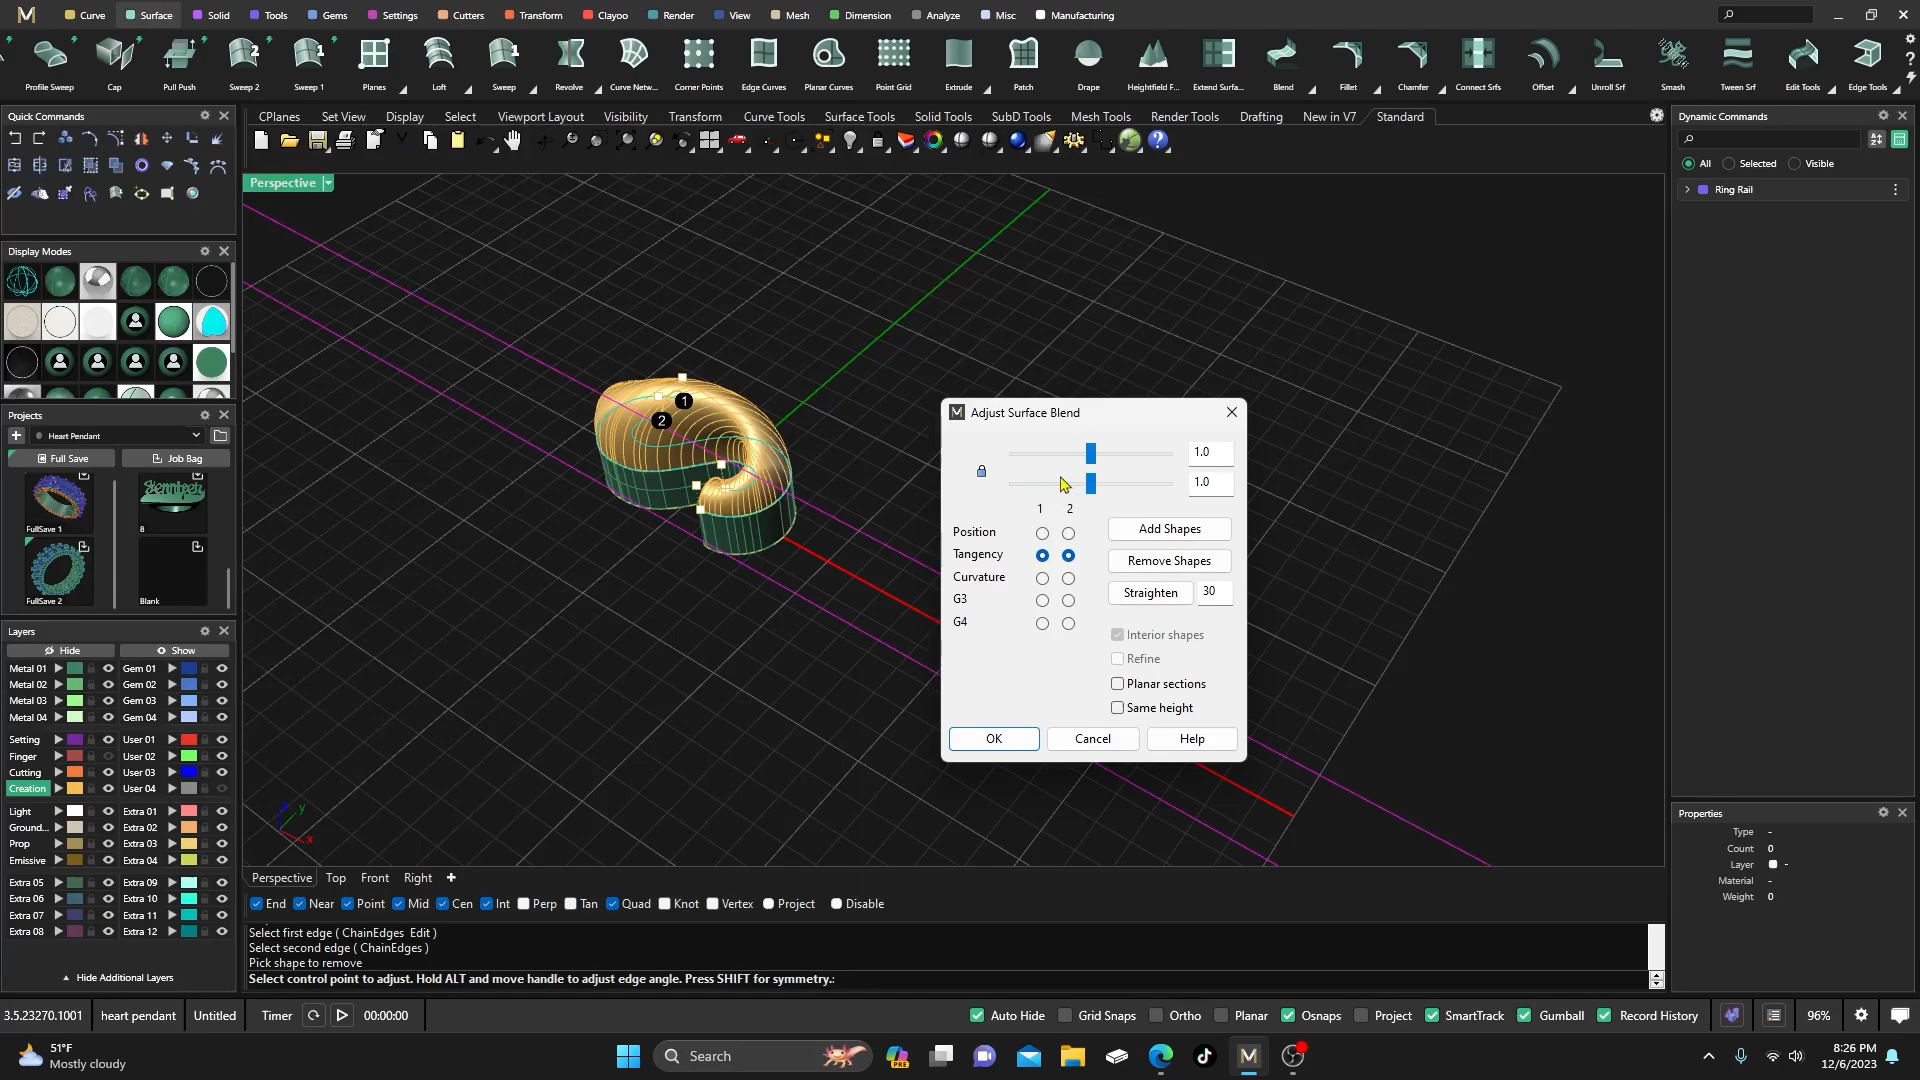 Curve
Surface
Solid
Tools
Gems
Settings
Cutters
Transform
Clayoo
Render
View
Mesh
Dimension
Analyze
Misc
Manufacturing
Profile Sweep
Cap
Pull Push
Sweep 2
Sweep 1
Planes
Loft
Sweep
Revolve
Curve Netw...
Corner Points
Edge Curves
Planar Curves
Point Grid
Extrude
Patch
Drape
Heightfield F...
Extend Surfa...
Blend
Fillet
Chamfer
Connect Srfs
Offset
Unroll Srf
Smash
Tween Srf
Edit Tools
Edge Tools
Quick Commands
CPlanes
Set View
Display
Select
Viewport Layout
Visibility
Transform
Curve Tools
Surface Tools
Solid Tools
SubD Tools
Mesh Tools
Render Tools
Drafting
New in V7
Standard
Dynamic Commands
All
Selected
Visible
Ring Rail
Perspective
Display Modes
Projects
Heart Pendant
Full Save
Job Bag
FullSave 1
8
FullSave 2
Blank
1
2
Adjust Surface Blend
1.0
1.0
1 2
Position
Tangency
Curvature
G3
G4
Add Shapes
Remove Shapes
Straighten
30
Interior shapes
Refine
Planar sections
Same height
OK
Cancel
Help
Layers
Hide
Show
Metal 01
Gem 01
Metal 02
Gem 02
Metal 03
Gem 03
Metal 04
Gem 04
Setting
User 01
Finger
User 02
Cutting
User 03
Creation
User 04
Light
Extra 01
Ground...
Extra 02
Prop
Extra 03
Emissive
Extra 04
Extra 05
Extra 09
Extra 06
Extra 10
Extra 07
Extra 11
Extra 08
Extra 12
Hide Additional Layers
z
y
x
Properties
Type -
Count 0
Layer -
Material -
Weight 0
Perspective
Top
Front
Right
End
Near
Point
Mid
Cen
Int
Perp
Tan
Quad
Knot
Vertex
Project
Disable
Select first edge ( ChainEdges Edit )
Select second edge ( ChainEdges )
Pick shape to remove
Select control point to adjust. Hold ALT and move handle to adjust edge angle. Press SHIFT for symmetry.:
3.5.23270.1001
heart pendant
Untitled
Timer
00:00:00
Auto Hide
Grid Snaps
Ortho
Planar
Osnaps
Project
SmartTrack
Gumball
Record History
96%
51°F
Mostly cloudy
Search
PRE
8:26 PM
12/6/2023